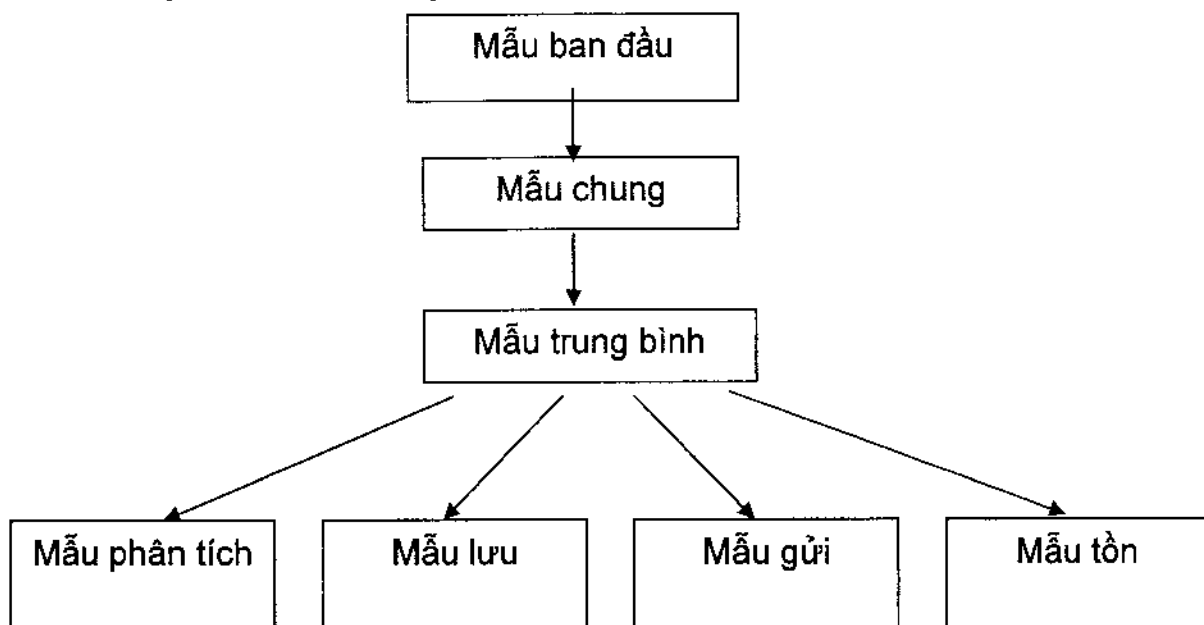 Mẫu ban đầu
Mẫu chung
Mẫu trung bình
Mẫu phân tích
Mẫu lưu
Mẫu gửi
Mẫu tồn